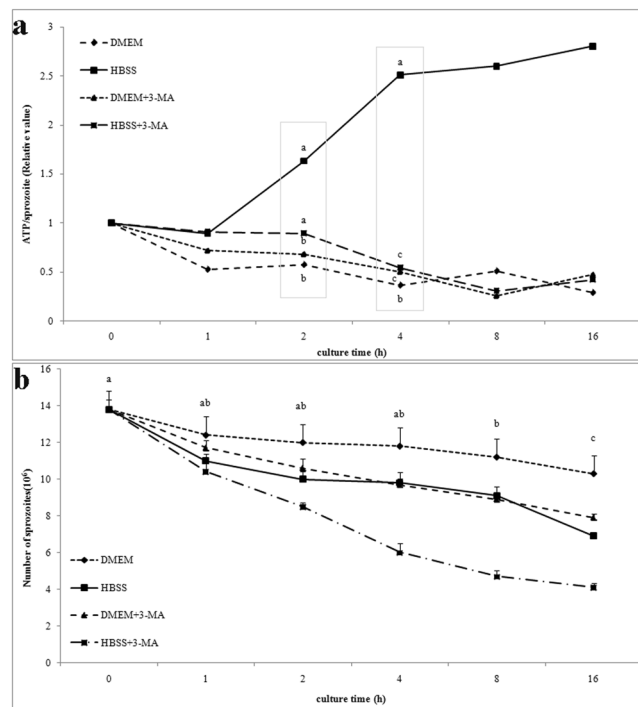 a
3
2.5
2
1.5
1
0.5
0
ATP/sprozoite (Relative value)
DMEM
HBSS
DMEM+3-MA
HBSS+3-MA
a
a
a
b
b
c
c
b
0 1 2 4 8 16
culture time (h)
b
16
14
12
10
8
6
4
2
0
Number of sprozoites(10⁶)
a
ab
ab
ab
b
c
DMEM
HBSS
DMEM+3-MA
HBSS+3-MA
0 1 2 4 8 16
culture time (h)